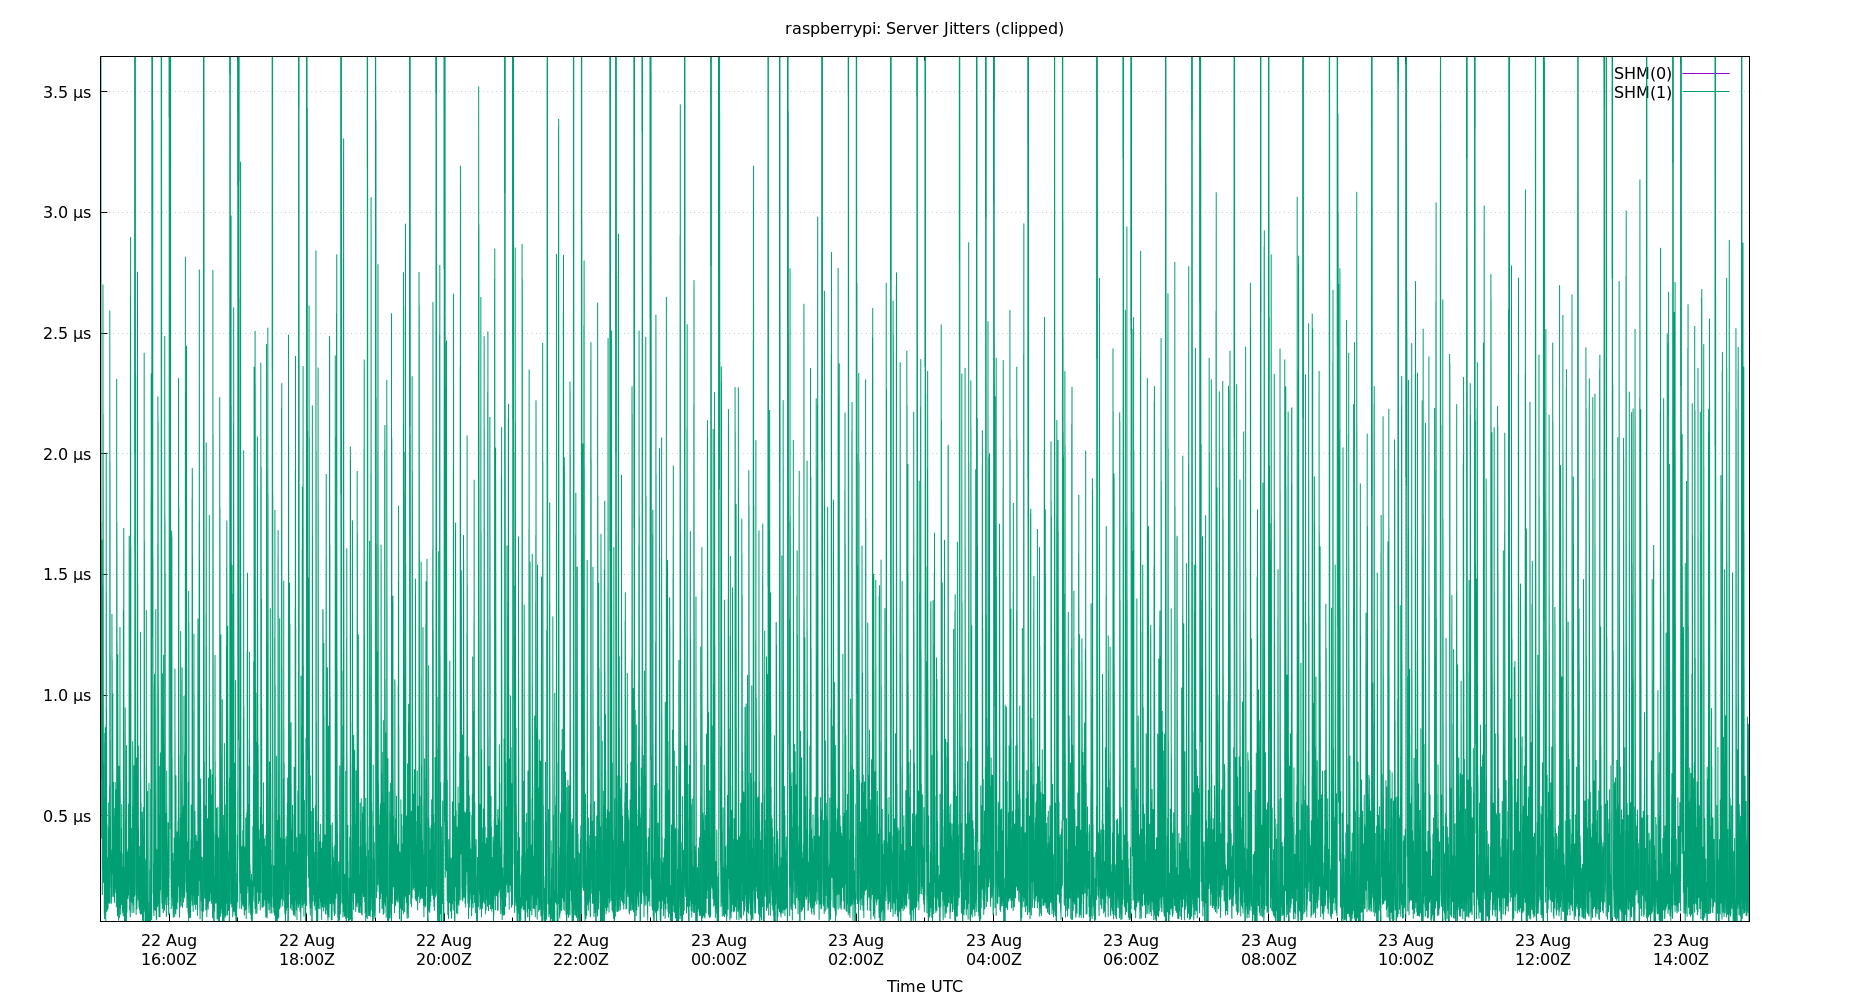 raspberrypi: Server Jitters (clipped)
SHM(0)
SHM(1)
3.5 µs
3.0 µs
2.5 µs
2.0 µs
1.5 µs
1.0 µs
0.5 µs
22 Aug 22 Aug 22 Aug 22 Aug 23 Aug 23 Aug 23 Aug 23 Aug 23 Aug 23 Aug 23 Aug 23 Aug
16:00Z 18:00Z 20:00Z 22:00Z 00:00Z 02:00Z 04:00Z 06:00Z 08:00Z 10:00Z 12:00Z 14:00Z
Time UTC